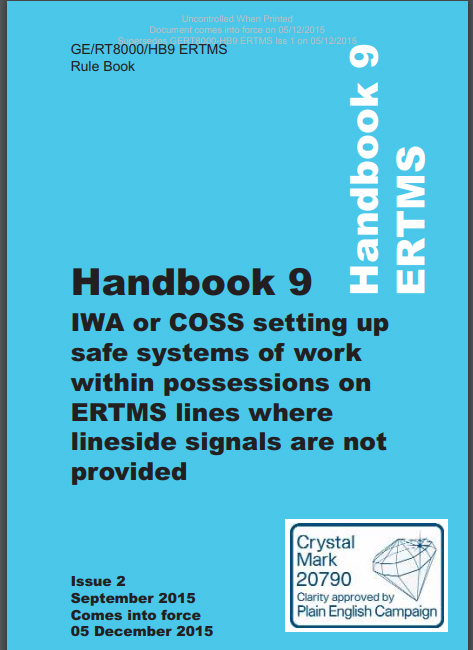 Uncontrolled When Printed
Document comes into force on 05/12/2015
Supersedes GERT8000-HB9 ERTMS Iss 1 on 05/12/2015
GE/RT8000/HB9 ERTMS
Rule Book
Handbook 9
ERTMS
Handbook 9
IWA or COSS setting up
safe systems of work
within possessions on
ERTMS lines where
lineside signals are not
provided
Crystal
Mark
20790
Clarity approved by
Plain English Campaign
Issue 2
September 2015
Comes into force
05 December 2015